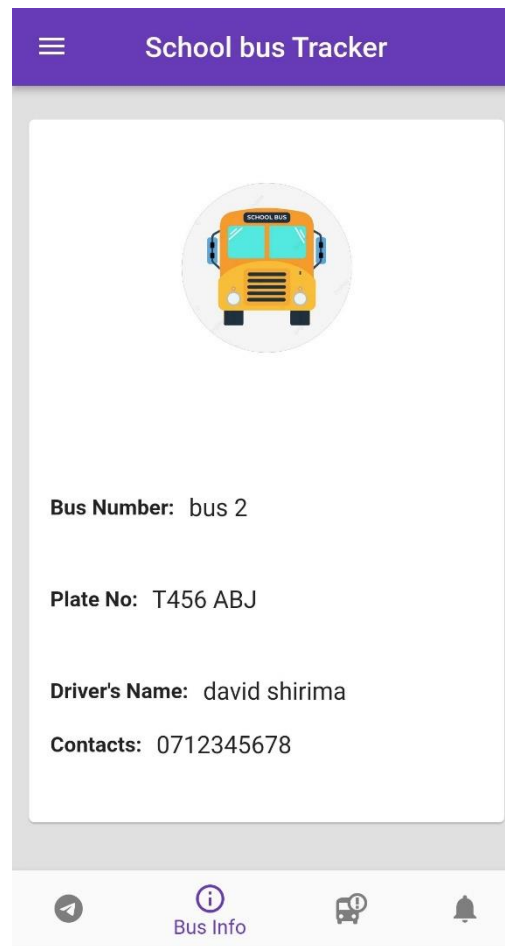 School bus Tracker
SCHOOL BUS
Bus Number: bus 2
Plate No: T456 ABJ
Driver's Name: david shirima
Contacts: 0712345678
Bus Info